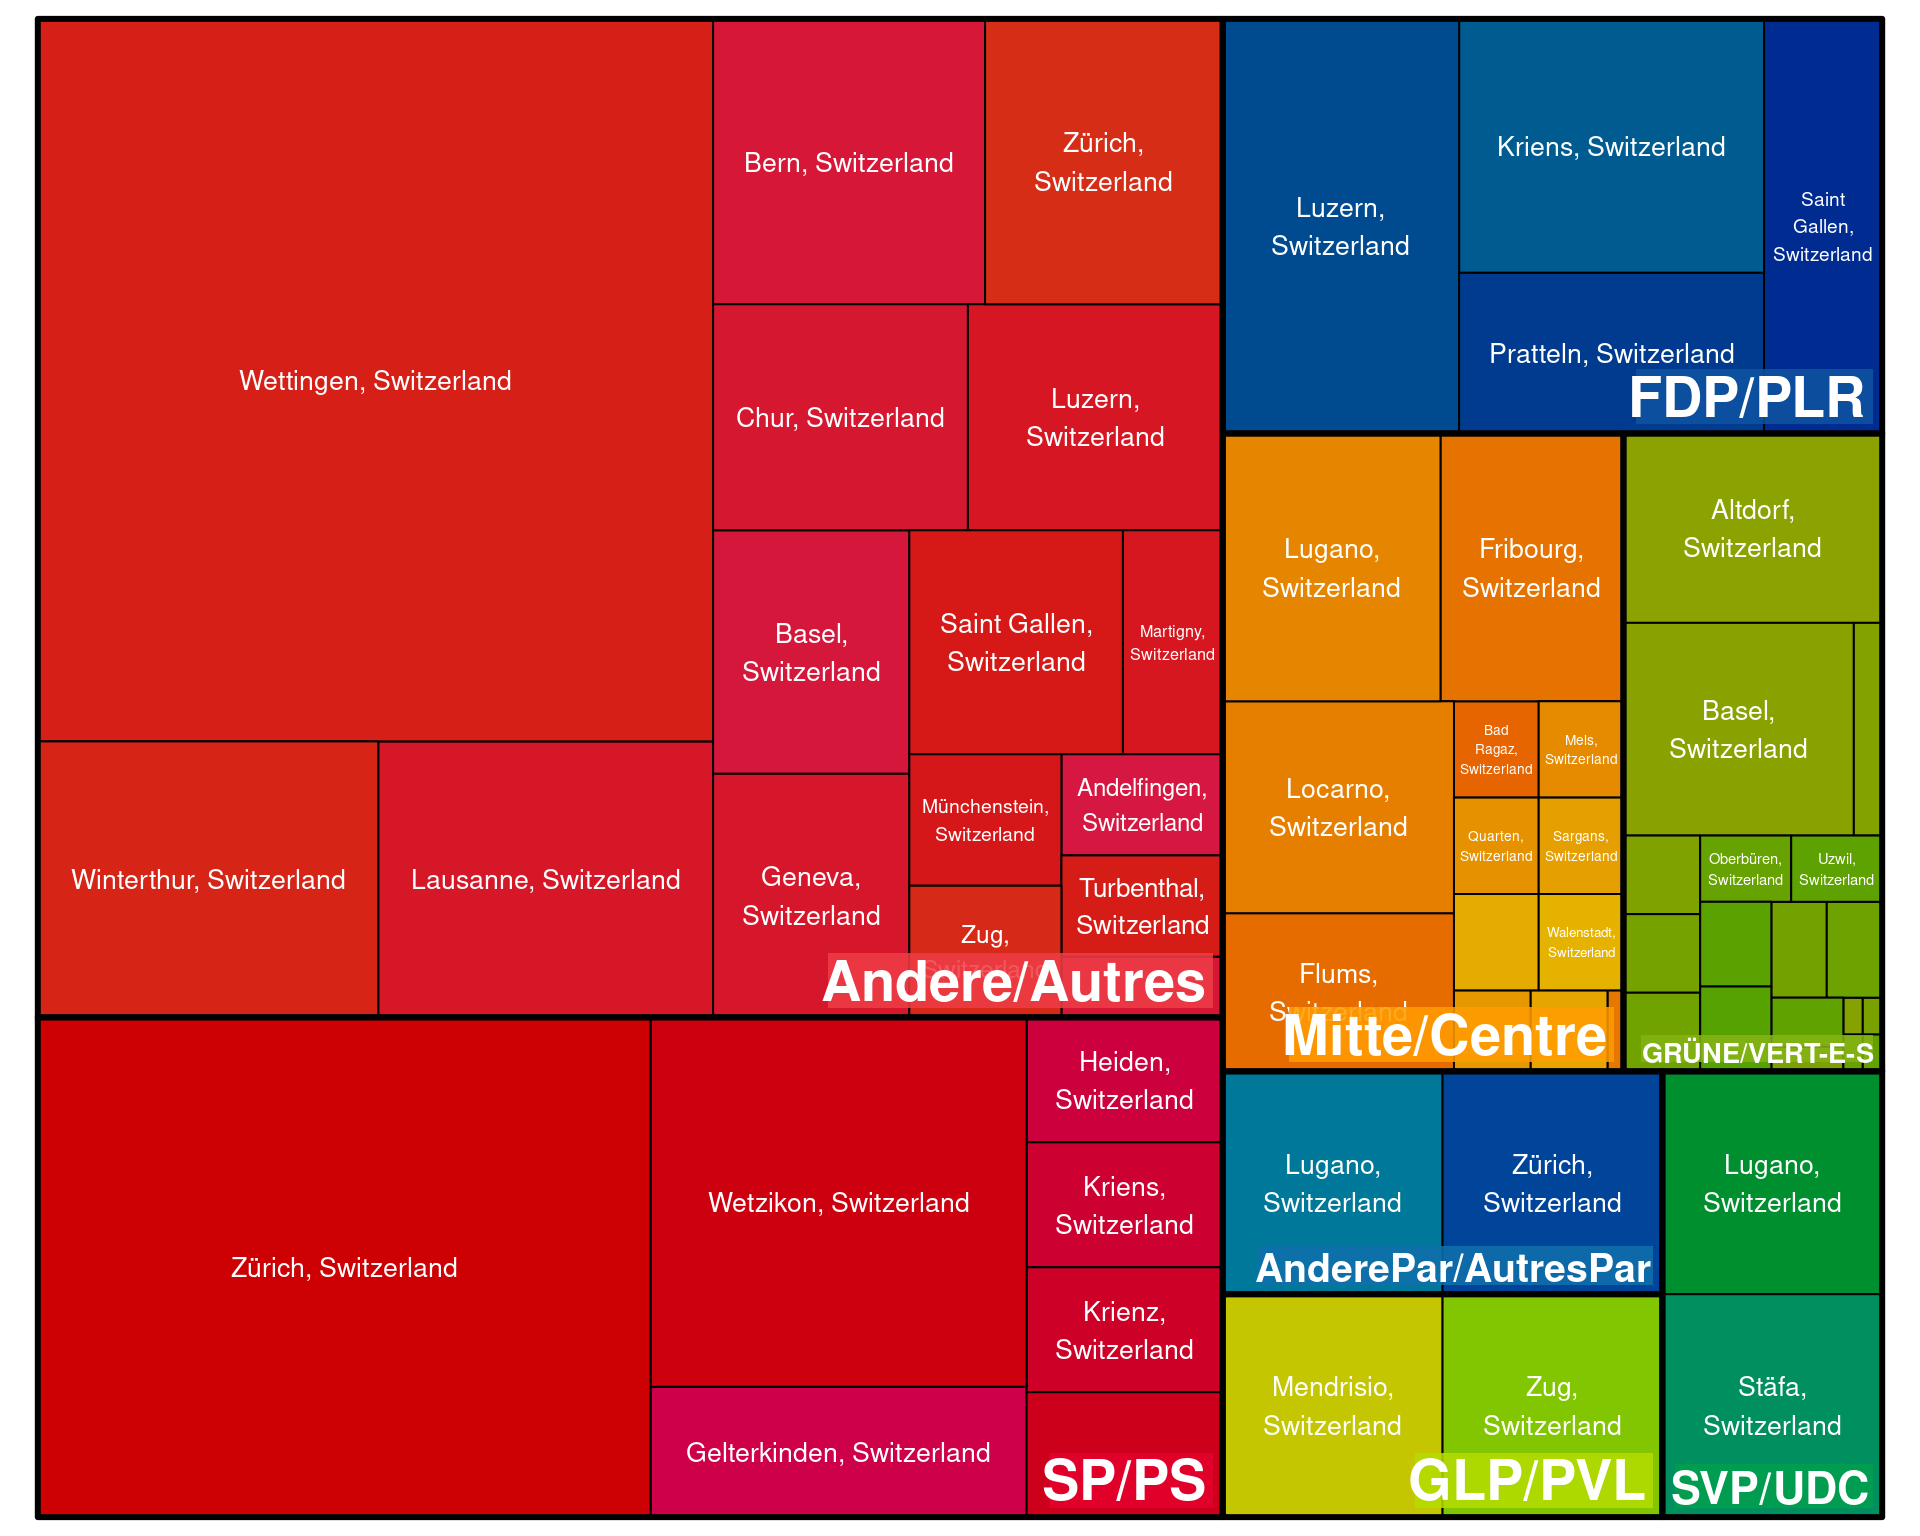 Wettingen, Switzerland
Bern, Switzerland
Zürich,
Switzerland
Chur, Switzerland
Luzern,
Switzerland
Winterthur, Switzerland
Lausanne, Switzerland
Basel,
Switzerland
Saint Gallen,
Switzerland
Martigny,
Switzerland
Geneva,
Switzerland
Münchenstein,
Switzerland
Andelfingen,
Switzerland
Zug,
Switzerland
Turbenthal,
Switzerland
Andere/Autres
Zürich, Switzerland
Wetzikon, Switzerland
Gelterkinden, Switzerland
Heiden,
Switzerland
Kriens,
Switzerland
Krienz,
Switzerland
SP/PS
Luzern,
Switzerland
Kriens, Switzerland
Pratteln, Switzerland
Saint
Gallen,
Switzerland
FDP/PLR
Lugano,
Switzerland
Fribourg,
Switzerland
Locarno,
Switzerland
Bad
Ragaz,
Switzerland
Mels,
Switzerland
Quarten,
Switzerland
Sargans,
Switzerland
Walenstadt,
Switzerland
Flums,
Switzerland
Mitte/Centre
Altdorf,
Switzerland
Basel,
Switzerland
Oberbüren,
Switzerland
Uzwil,
Switzerland
GRÜNE/VERT-E-S
Lugano,
Switzerland
Zürich,
Switzerland
AnderePar/AutresPar
Mendrisio,
Switzerland
Zug,
Switzerland
GLP/PVL
Lugano,
Switzerland
Stäfa,
Switzerland
SVP/UDC